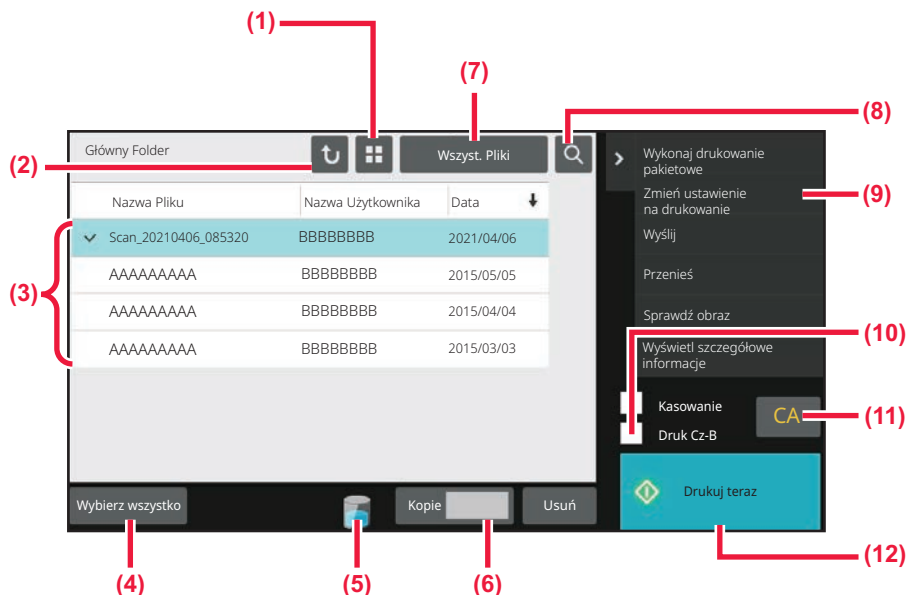 (1)
(7)
(8)
Główny Folder
Wszyst. Pliki
(2)
Wykonaj drukowanie
pakietowe
Zmień ustawienie
na drukowanie
(9)
Nazwa Pliku Nazwa Użytkownika Data
Scan_20210406_085320 BBBBBBBB 2021/04/06
Wyślij
AAAAAAAAA BBBBBBBB 2015/05/05
Przenieś
(3)
AAAAAAAAA BBBBBBBB 2015/04/04
Sprawdź obraz
(10)
AAAAAAAAA BBBBBBBB 2015/03/03
Wyświetl szczegółowe
informacje
Kasowanie
CA
(11)
Druk Cz-B
Wybierz wszystko
Kopie
Usuń
Drukuj teraz
(12)
(4)
(5)
(6)